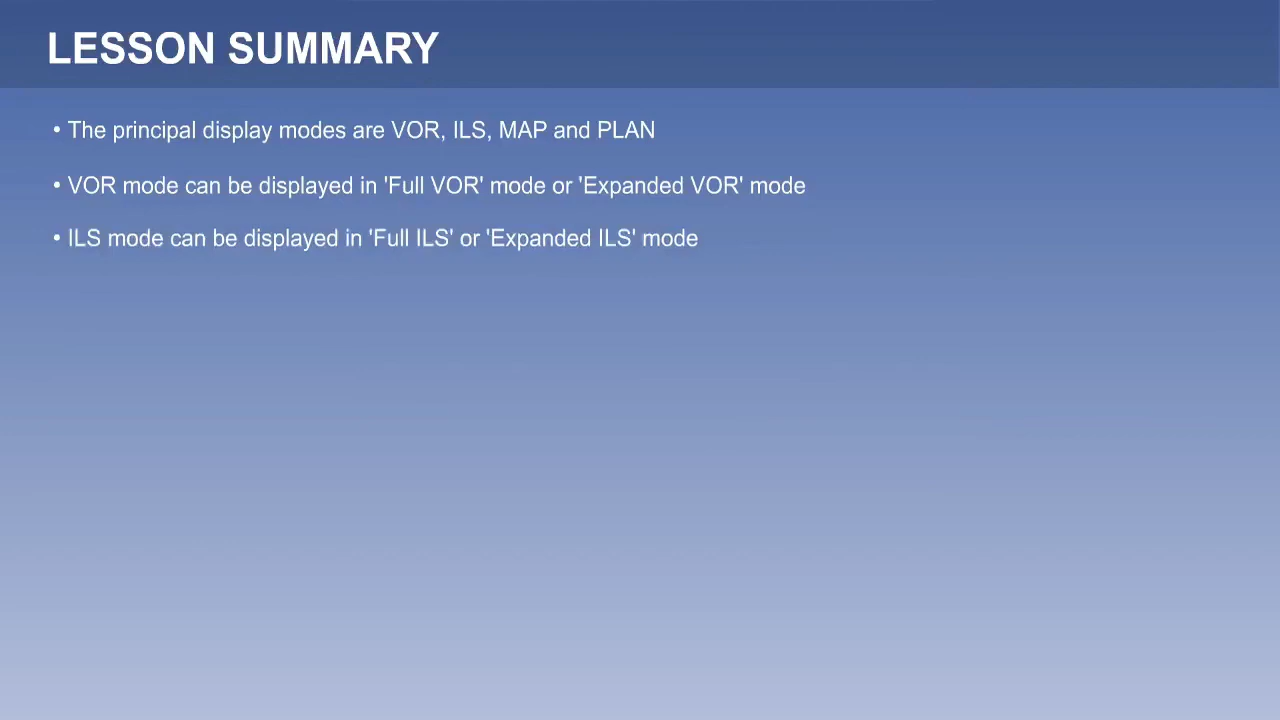 LESSON SUMMARY
• The principal display modes are VOR, ILS, MAP and PLAN
• VOR mode can be displayed in 'Full VOR' mode or 'Expanded VOR' mode
• ILS mode can be displayed in 'Full ILS' or 'Expanded ILS' mode